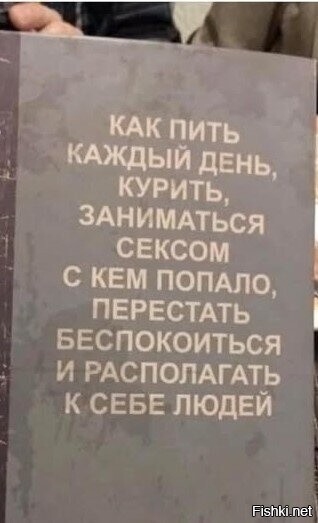 КАК ПИТЬ
КАЖДЫЙ ДЕНЬ,
КУРИТЬ,
ЗАНИМАТЬСЯ
СЕКСОМ
С КЕМ ПОПАЛО,
ПЕРЕСТАТЬ
БЕСПОКОИТЬСЯ
И РАСПОЛАГАТЬ
К СЕБЕ ЛЮДЕЙ
Fishki.net